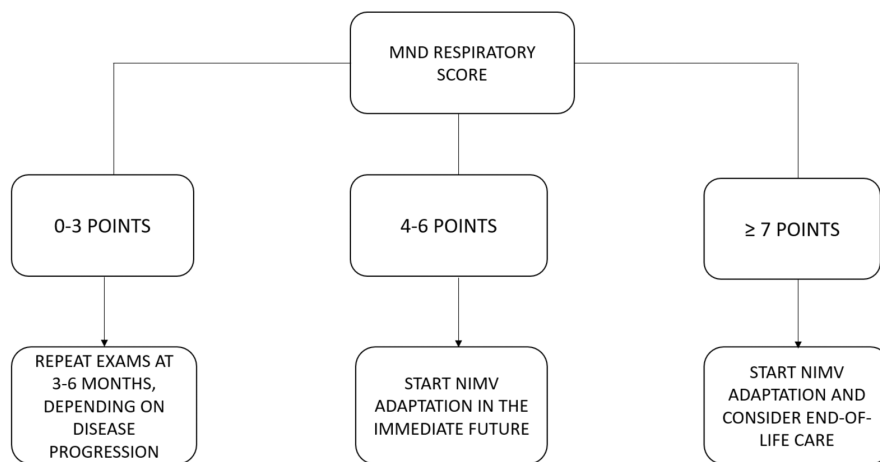 MND RESPIRATORY
SCORE
0-3 POINTS
4-6 POINTS
≥ 7 POINTS
REPEAT EXAMS AT
3-6 MONTHS,
DEPENDING ON
DISEASE
PROGRESSION
START NIMV
ADAPTATION IN THE
IMMEDIATE FUTURE
START NIMV
ADAPTATION AND
CONSIDER END-OF-
LIFE CARE